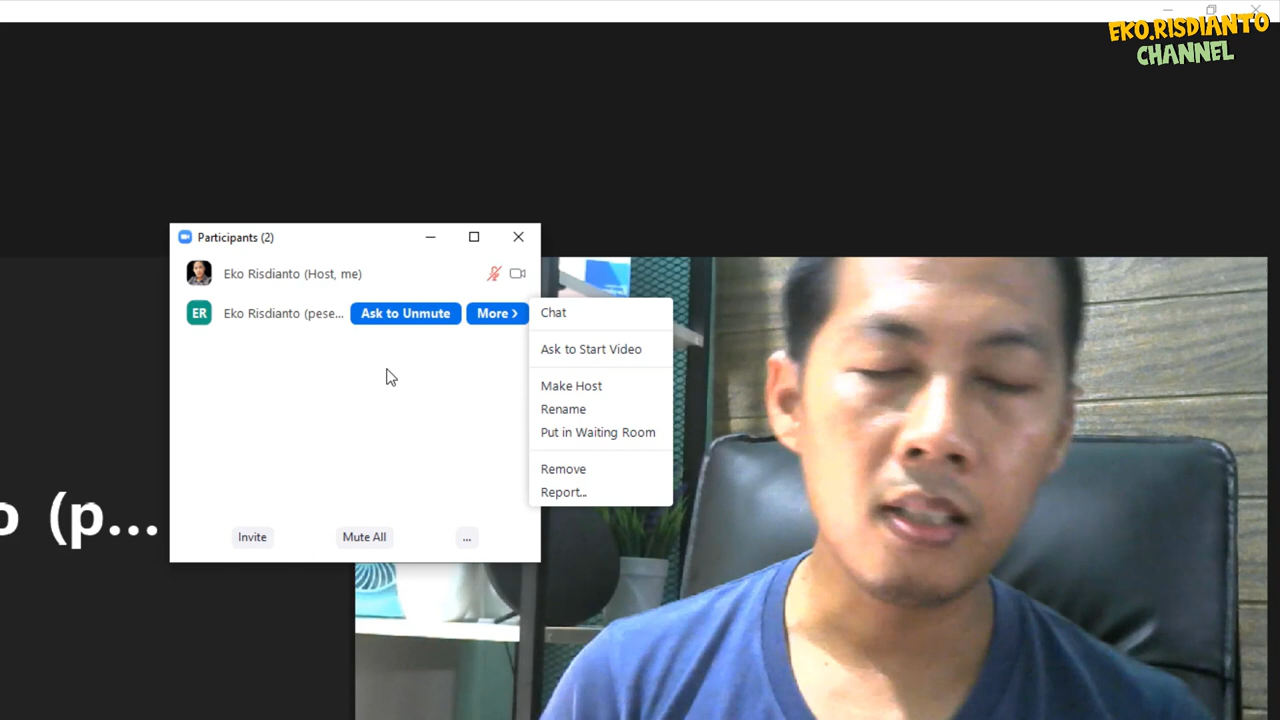 EKO.RISDIANTO
CHANNEL
Participants (2)
Eko Risdianto (Host, me)
ER
Eko Risdianto (pese...
Ask to Unmute
More >
Chat
Ask to Start Video
Make Host
Rename
Put in Waiting Room
Remove
Report...
o (p...
Invite
Mute All
...